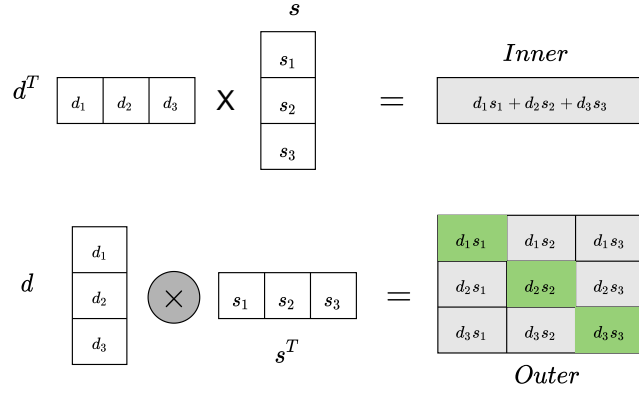 s
Inner
d^T d₁ d₂ d₃ X s₁ s₂ s₃ = d₁s₁ + d₂s₂ + d₃s₃
d d₁ d₂ d₃ × s₁ s₂ s₃ =
s^T
d₁s₁ d₁s₂ d₁s₃
d₂s₁ d₂s₂ d₂s₃
d₃s₁ d₃s₂ d₃s₃
Outer